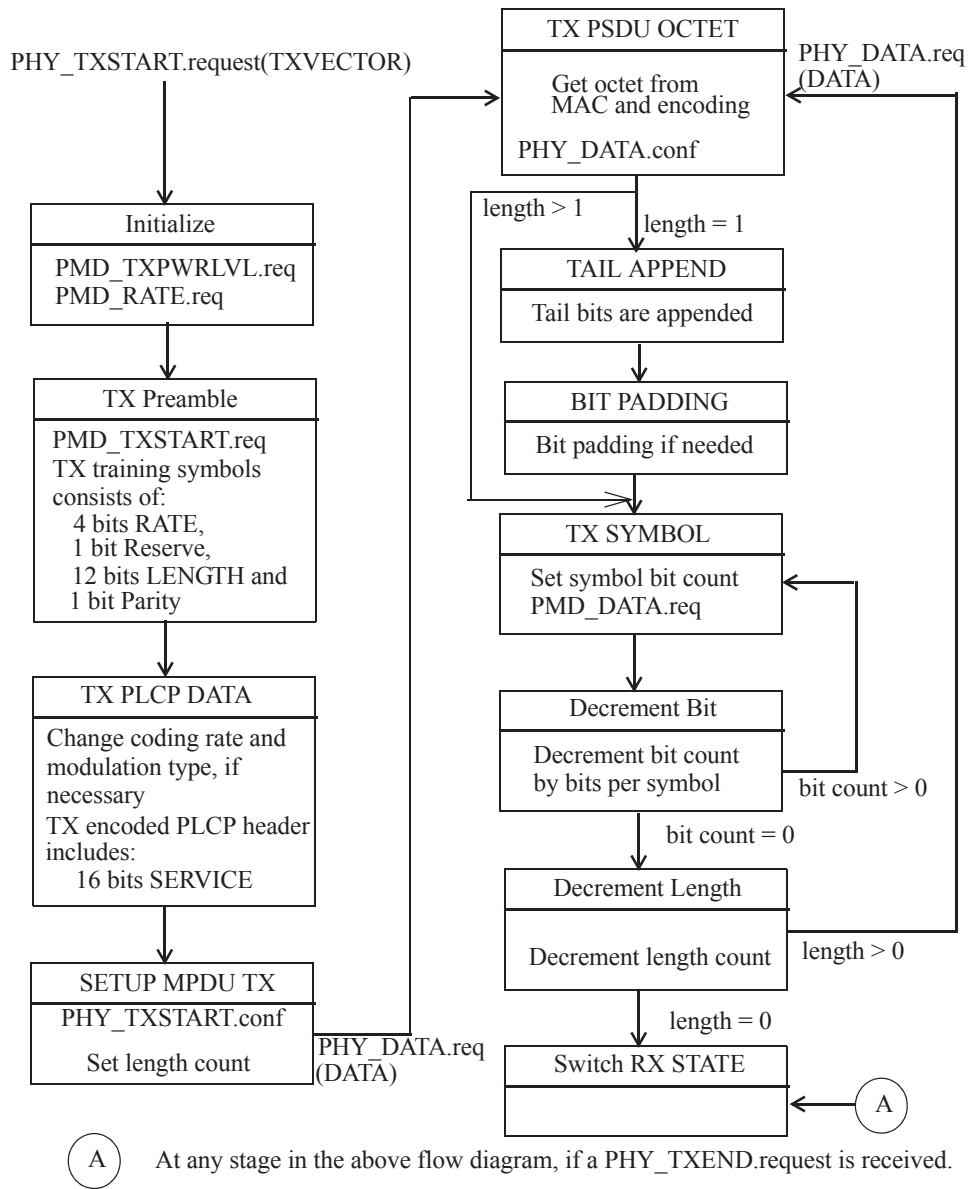 PHY_TXSTART.request(TXVECTOR)
Initialize
PMD_TXPWRLVL.req
PMD_RATE.req
TX Preamble
PMD_TXSTART.req
TX training symbols
consists of:
4 bits RATE,
1 bit Reserve,
12 bits LENGTH and
1 bit Parity
TX PLCP DATA
Change coding rate and
modulation type, if
necessary
TX encoded PLCP header
includes:
16 bits SERVICE
SETUP MPDU TX
PHY_TXSTART.conf
Set length count
PHY_DATA.req
(DATA)
TX PSDU OCTET
Get octet from
MAC and encoding
PHY_DATA.conf
PHY_DATA.req
(DATA)
length > 1
length = 1
TAIL APPEND
Tail bits are appended
BIT PADDING
Bit padding if needed
TX SYMBOL
Set symbol bit count
PMD_DATA.req
Decrement Bit
Decrement bit count
by bits per symbol
bit count > 0
bit count = 0
Decrement Length
Decrement length count
length > 0
length = 0
Switch RX STATE
A
A At any stage in the above flow diagram, if a PHY_TXEND.request is received.